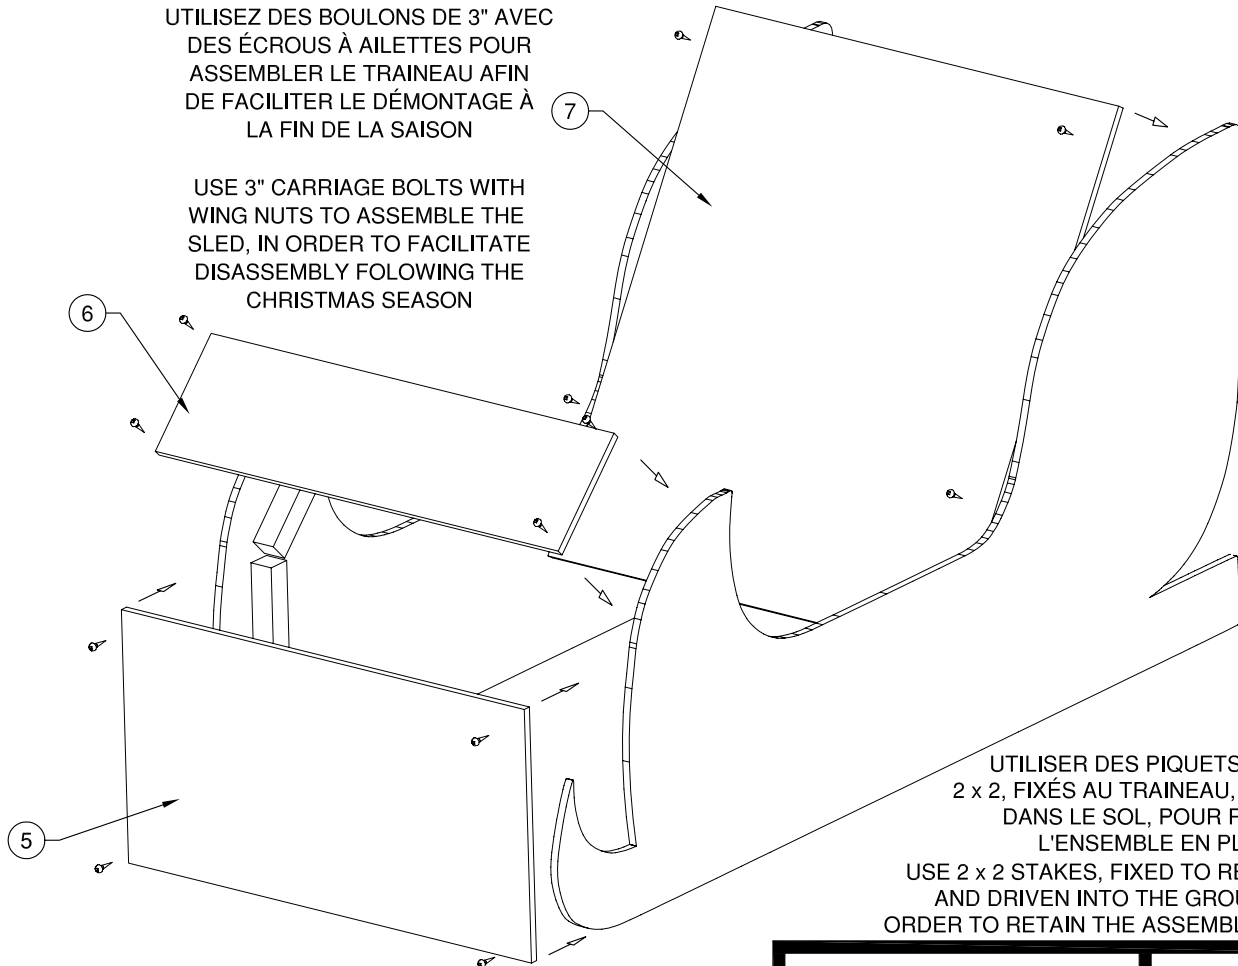 UTILISEZ DES BOULONS DE 3" AVEC
DES ÉCROUS À AILETTES POUR
ASSEMBLER LE TRAINEAU AFIN
DE FACILITER LE DÉMONTAGE À
LA FIN DE LA SAISON
USE 3" CARRIAGE BOLTS WITH
WING NUTS TO ASSEMBLE THE
SLED, IN ORDER TO FACILITATE
DISASSEMBLY FOLOWING THE
CHRISTMAS SEASON
7
6
5
UTILISER DES PIQUETS
2 x 2, FIXÉS AU TRAINEAU,
DANS LE SOL, POUR
L'ENSEMBLE EN
USE 2 x 2 STAKES, FIXED TO
AND DRIVEN INTO THE
ORDER TO RETAIN THE